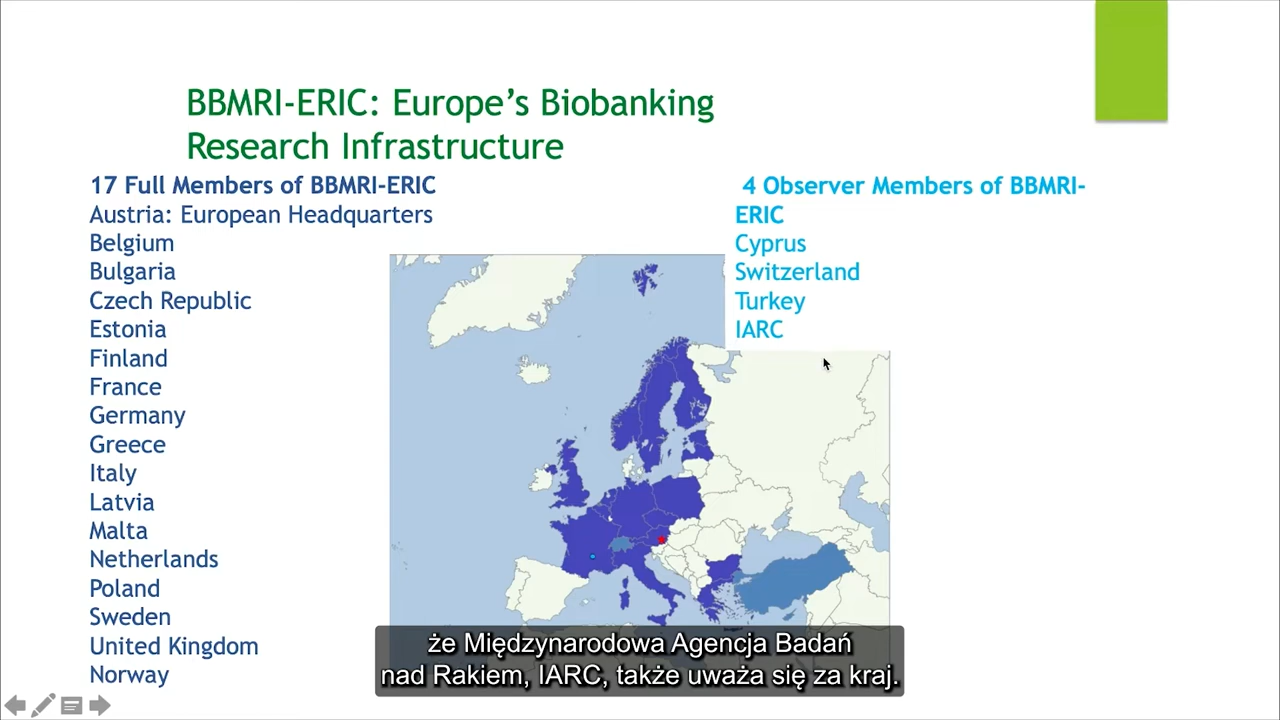 BBMRI-ERIC: Europe’s Biobanking
Research Infrastructure
17 Full Members of BBMRI-ERIC
Austria: European Headquarters
Belgium
Bulgaria
Czech Republic
Estonia
Finland
France
Germany
Greece
Italy
Latvia
Malta
Netherlands
Poland
Sweden
United Kingdom
Norway
4 Observer Members of BBMRI-
ERIC
Cyprus
Switzerland
Turkey
IARC
że Międzynarodowa Agencja Badań
nad Rakiem, IARC, także uważa się za kraj.